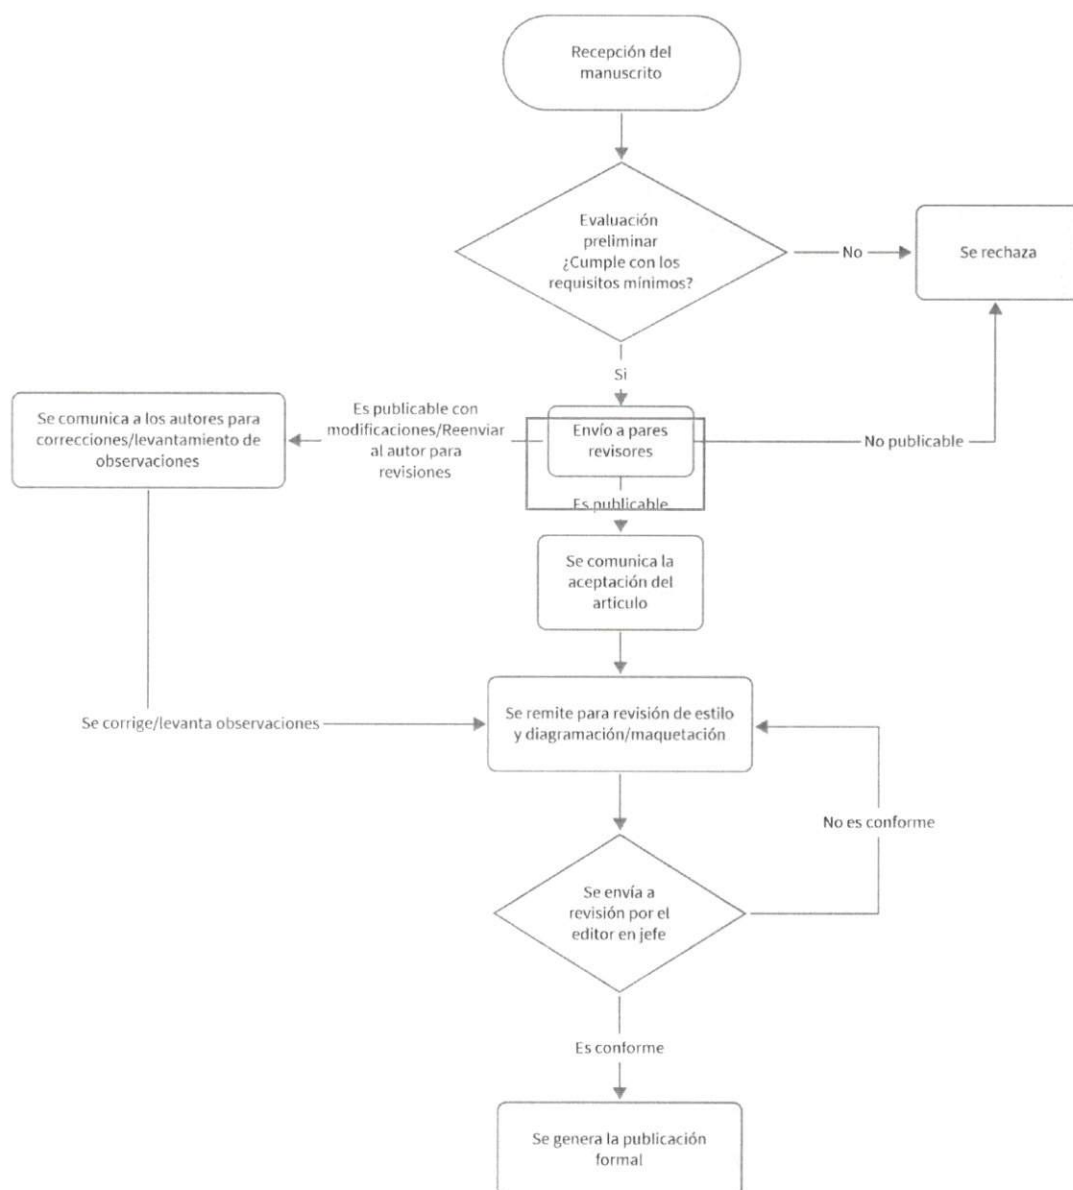 Recepción del
manuscrito
Evaluación
preliminar
¿Cumple con los
requisitos mínimos?
No
Se rechaza
Si
Se comunica a los autores para
correcciones/levantamiento de
observaciones
Es publicable con
modificaciones/Reenviar
al autor para
revisiones
Envío a pares
revisores
No publicable
Es publicable
Se comunica la
aceptación del
articulo
Se corrige/levanta observaciones
Se remite para revisión de estilo
y diagramación/maquetación
No es conforme
Se envía a
revisión por el
editor en jefe
Es conforme
Se genera la publicación
formal